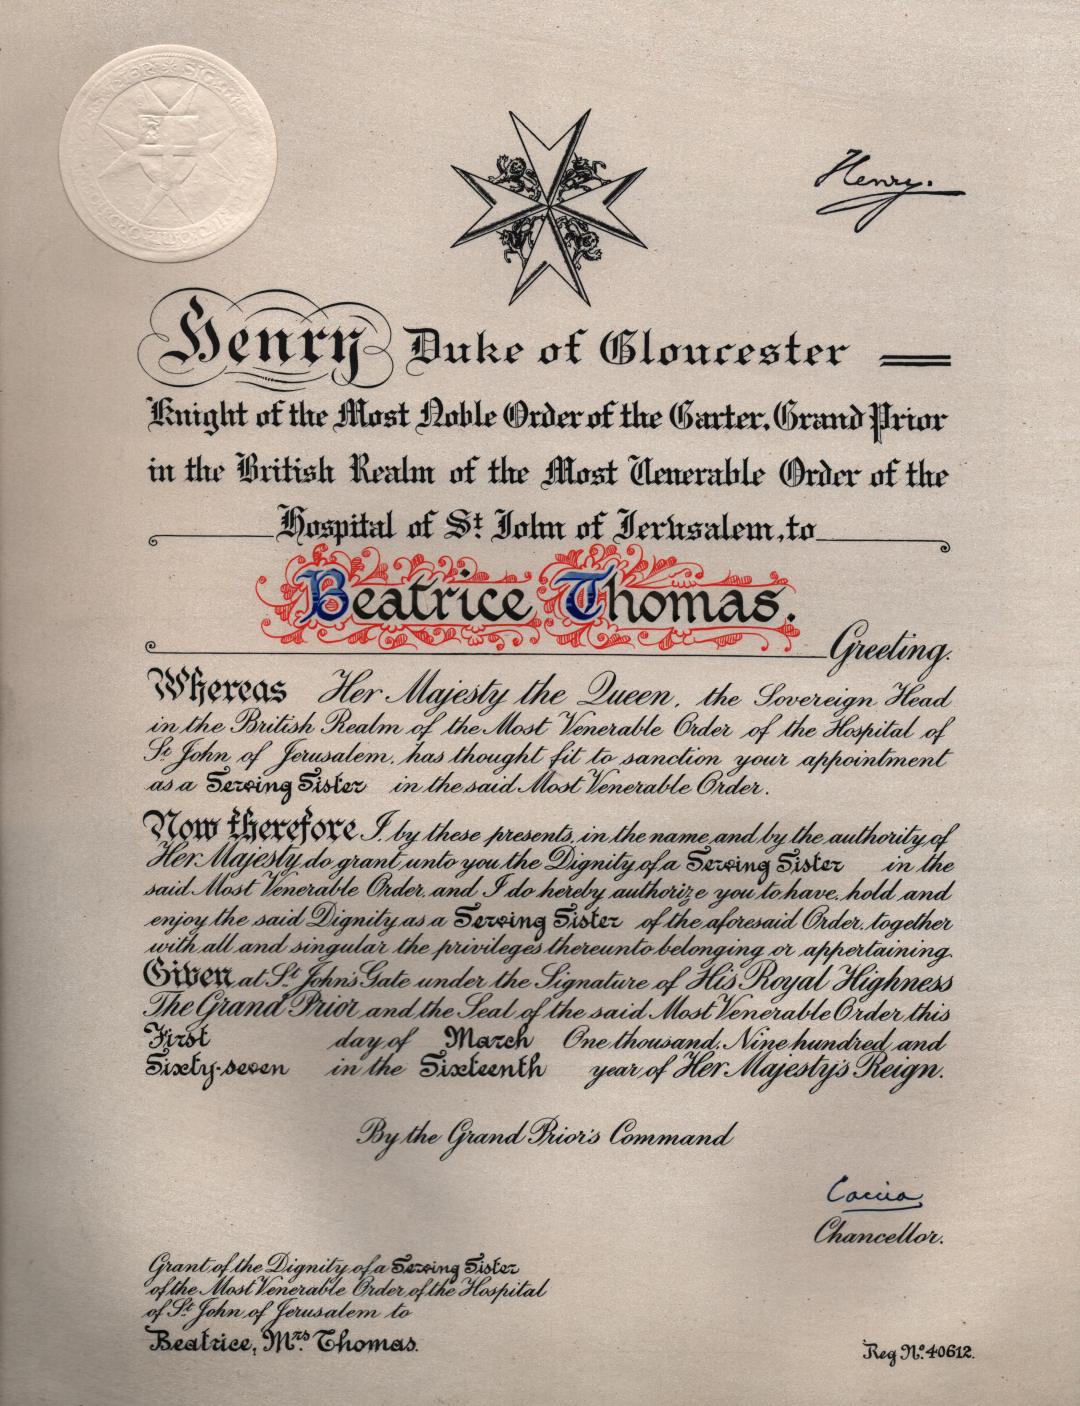 Henry.
Henry Duke of Gloucester
Knight of the Most Noble Order of the Garter, Grand Prior
in the British Realm of the Most Venerable Order of the
Hospital of St. John of Jerusalem, to
Beatrice Thomas.
Greeting.
Whereas Her Majesty the Queen, the Sovereign Head
in the British Realm of the Most Venerable Order of the Hospital of
St. John of Jerusalem, has thought fit to sanction your appointment
as a Serving Sister in the said Most Venerable Order.
Now therefore I, by these presents, in the name and by the authority of
Her Majesty do grant unto you the Dignity of a Serving Sister in the
said Most Venerable Order, and I do hereby authorize you to have, hold and
enjoy the said Dignity as a Serving Sister of the aforesaid Order, together
with all and singular the privileges thereunto belonging or appertaining.
Given at St. John's Gate under the Signature of His Royal Highness
The Grand Prior and the Seal of the said Most Venerable Order this
First day of March One thousand, Nine hundred and
Sixty-seven in the Sixteenth year of Her Majesty's Reign.
By the Grand Prior's Command
Caccia
Chancellor.
Grant of the Dignity of a Serving Sister
of the Most Venerable Order of the Hospital
of St. John of Jerusalem to
Beatrice, Mrs. Thomas.
Reg. No. 40612.